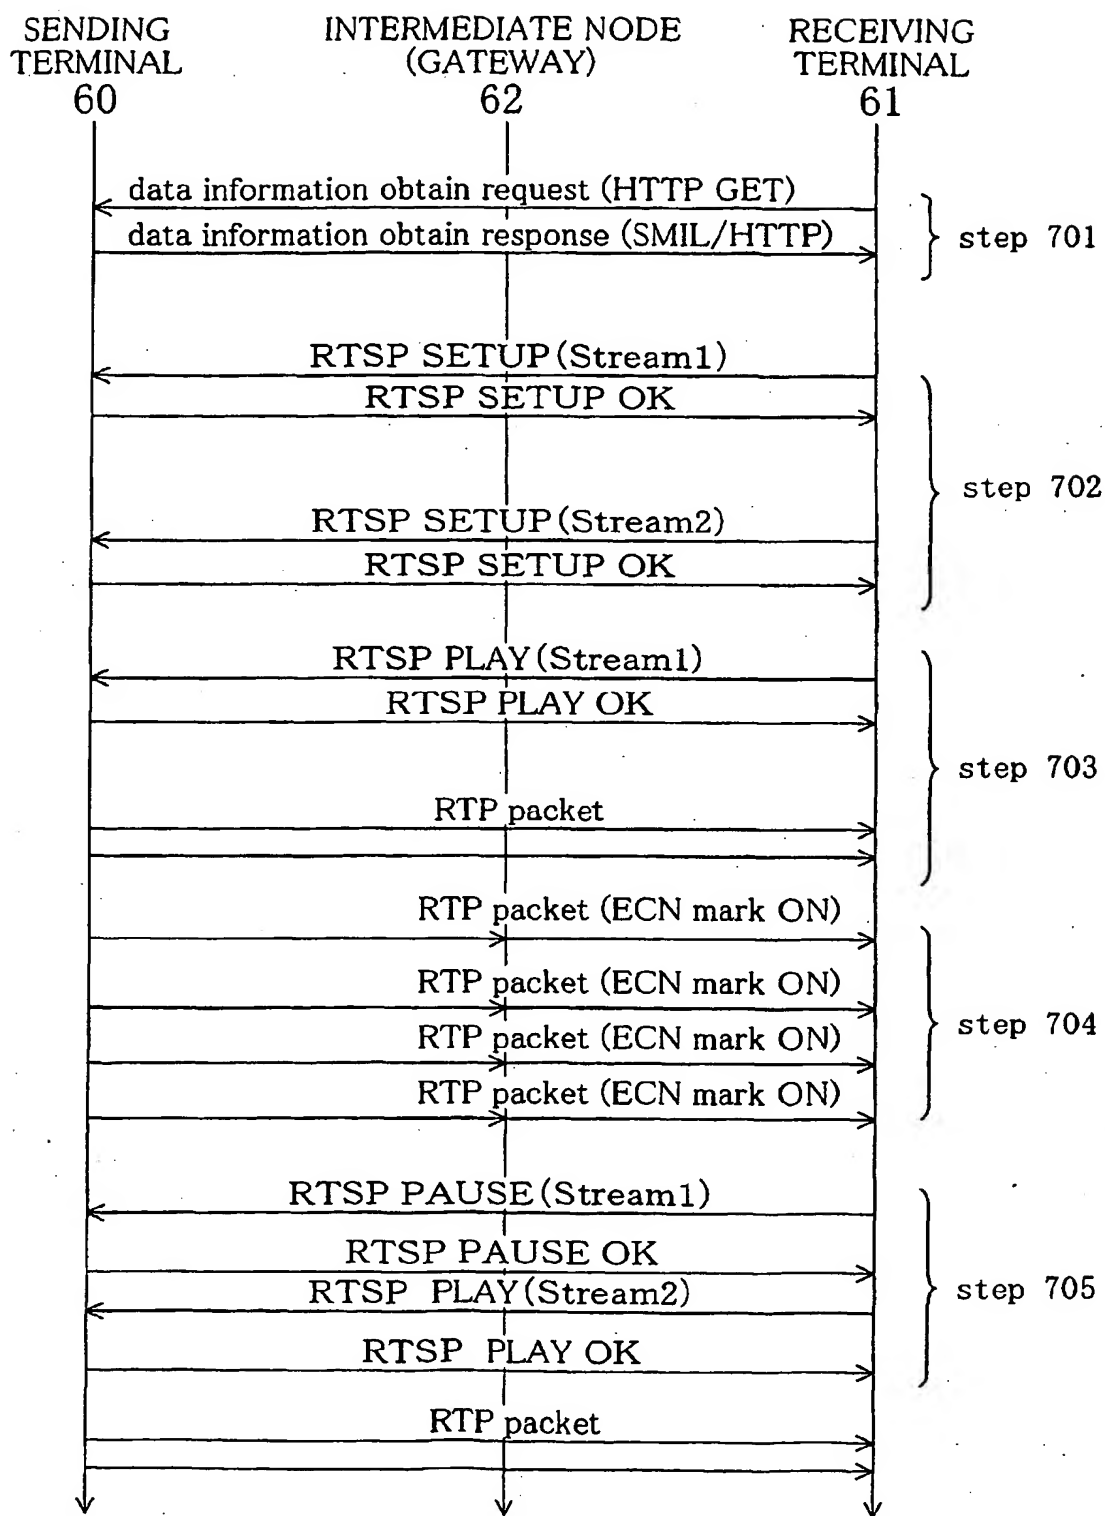 SENDING
TERMINAL
60
INTERMEDIATE NODE
(GATEWAY)
62
RECEIVING
TERMINAL
61
data information obtain request (HTTP GET)
data information obtain response (SMIL/HTTP)
step 701
RTSP SETUP(Stream1)
RTSP SETUP OK
step 702
RTSP SETUP(Stream2)
RTSP SETUP OK
RTSP PLAY(Stream1)
RTSP PLAY OK
step 703
RTP packet
RTP packet (ECN mark ON)
RTP packet (ECN mark ON)
step 704
RTP packet (ECN mark ON)
RTP packet (ECN mark ON)
RTSP PAUSE(Stream1)
RTSP PAUSE OK
RTSP PLAY(Stream2)
step 705
RTSP PLAY OK
RTP packet